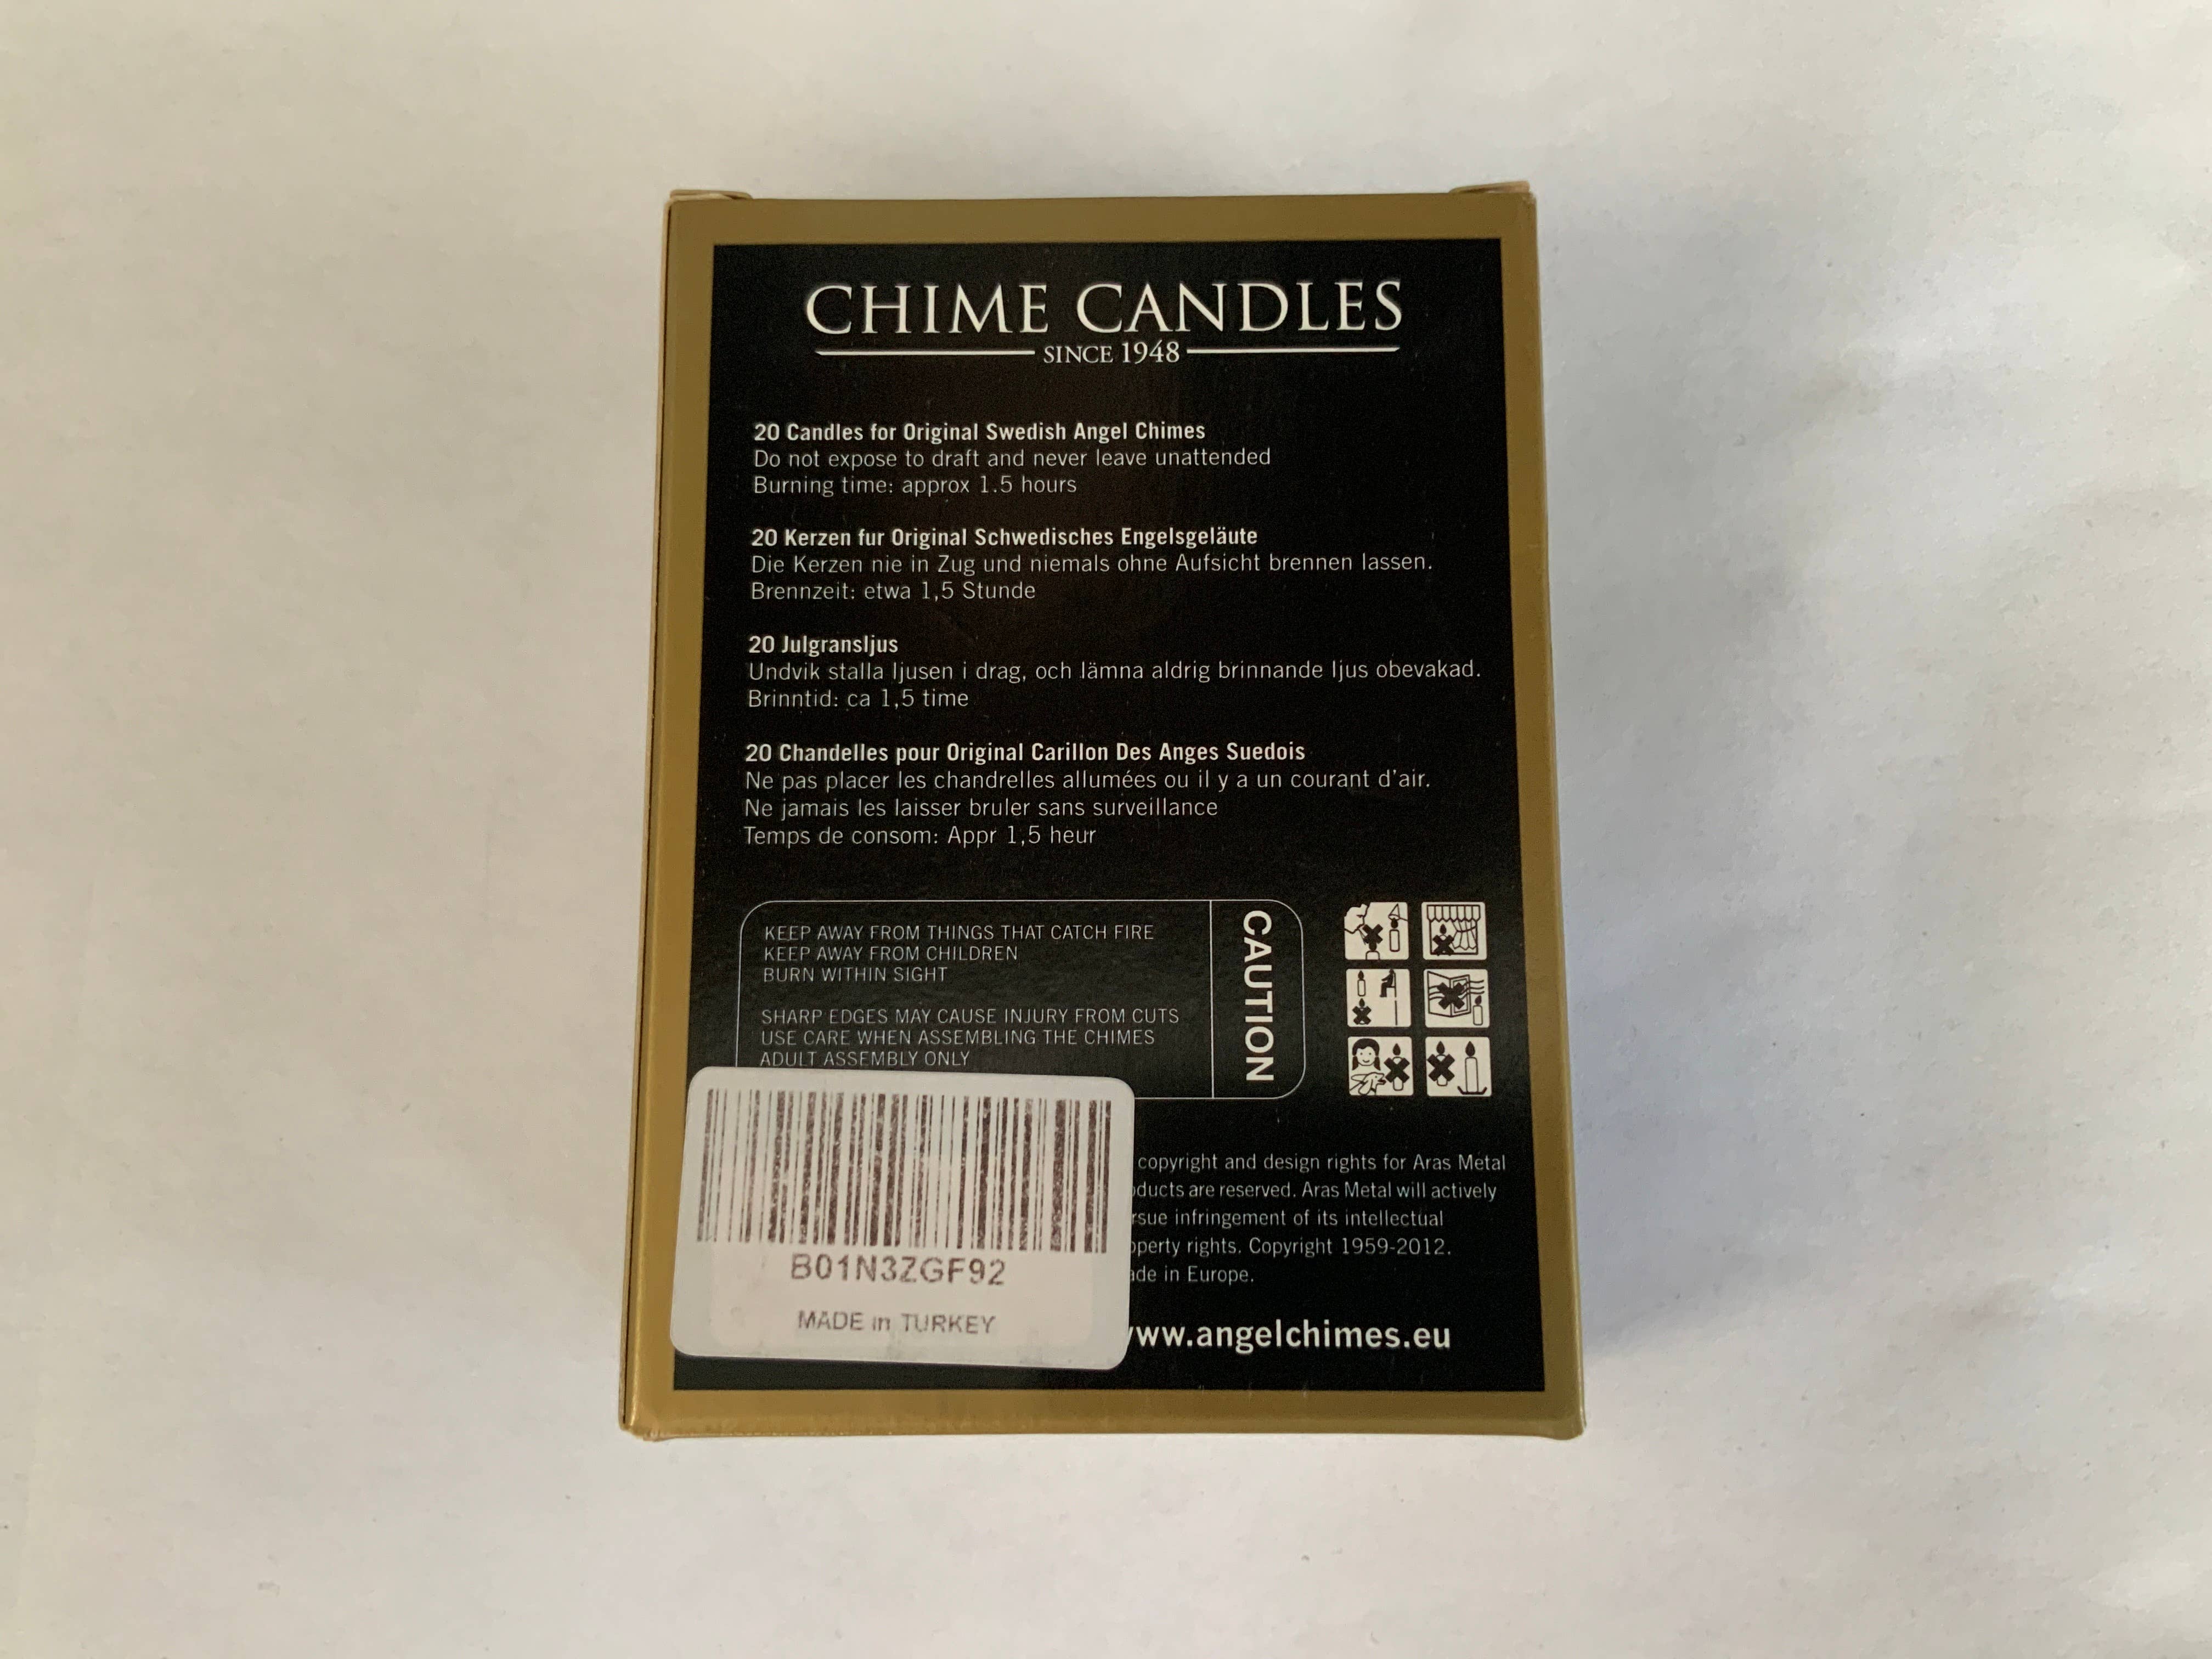 CHIME CANDLES
SINCE 1948
20 Candles for Original Swedish Angel Chimes
Do not expose to draft and never leave unattended
Burning time: approx 1.5 hours
20 Kerzen fur Original Schwedisches Engelsgeläute
Die Kerzen nie in Zug und niemals ohne Aufsicht brennen lassen.
Brennzeit: etwa 1,5 Stunde
20 Julgransljus
Undvik stalla ljusen i drag, och lämna aldrig brinnande ljus obevakad.
Brinntid: ca 1,5 time
20 Chandelles pour Original Carillon Des Anges Suedois
Ne pas placer les chandrelles allumées ou il y a un courant d'air.
Ne jamais les laisser bruler sans surveillance
Temps de consom: Appr 1,5 heur
KEEP AWAY FROM THINGS THAT CATCH FIRE
KEEP AWAY FROM CHILDREN
BURN WITHIN SIGHT
SHARP EDGES MAY CAUSE INJURY FROM CUTS
USE CARE WHEN ASSEMBLING THE CHIMES
ADULT ASSEMBLY ONLY
CAUTION
copyright and design rights for Aras Metal
are reserved. Aras Metal will actively
infringement of its intellectual
rights. Copyright 1959-2012.
in Europe.
www.angelchimes.eu
B01N3ZGF92
MADE in TURKEY